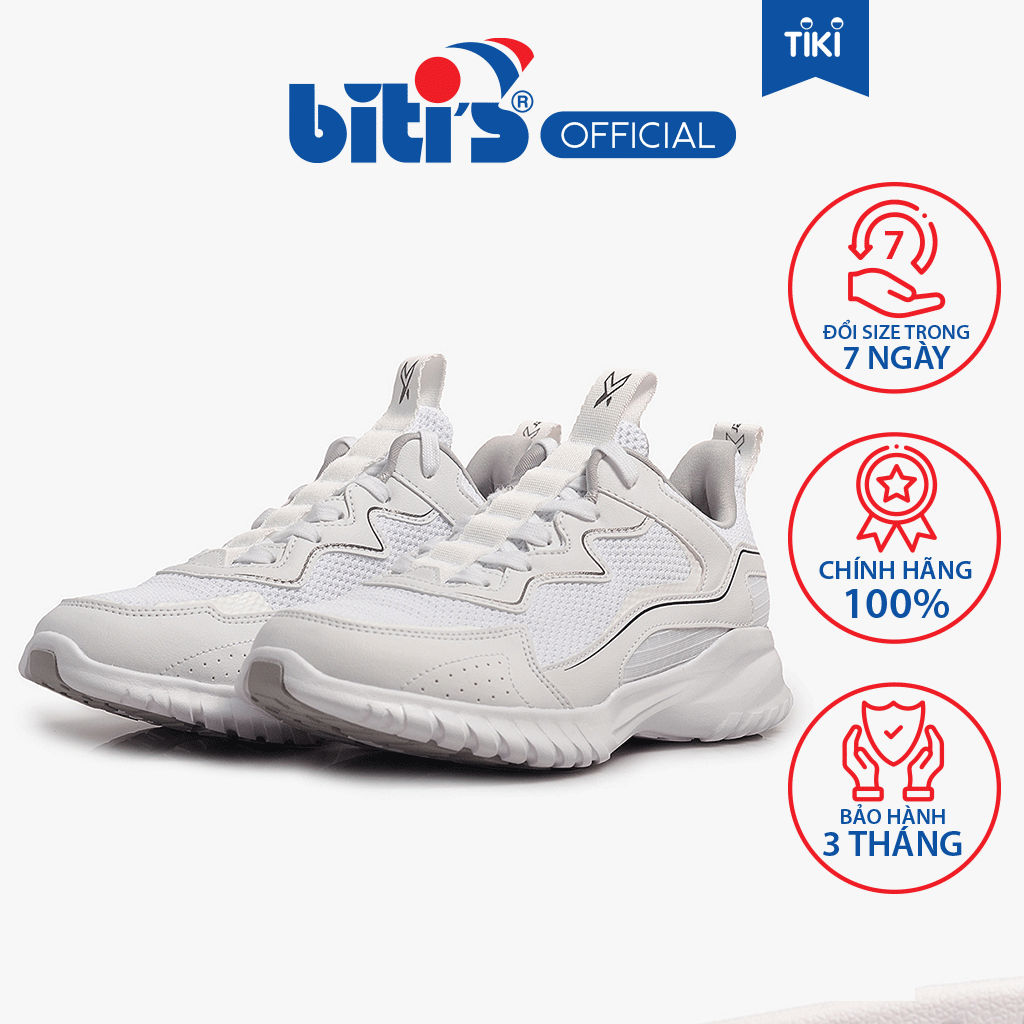 TiKi
biti's®
OFFICIAL
7
ĐỔI SIZE TRONG
7 NGÀY
CHÍNH HÃNG
100%
BẢO HÀNH
3 THÁNG